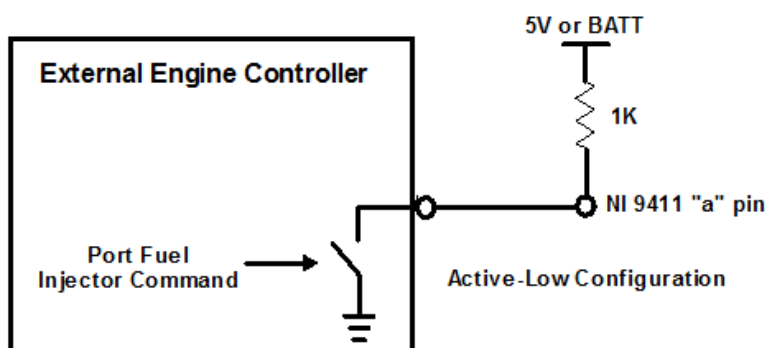 5V or BATT
External Engine Controller
1K
NI 9411 "a" pin
Port Fuel
Injector Command
Active-Low Configuration